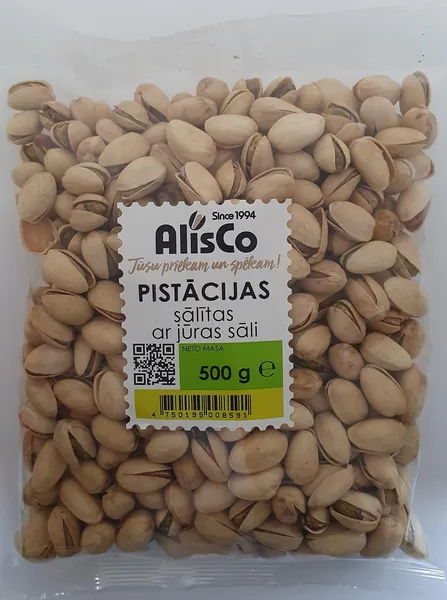 Since 1994
AlisCo
Jūsu priekam un spēkam!
PISTĀCIJAS
sālītas
ar jūras sāli
NETO MASA
500 g ℮
4 750195 008591